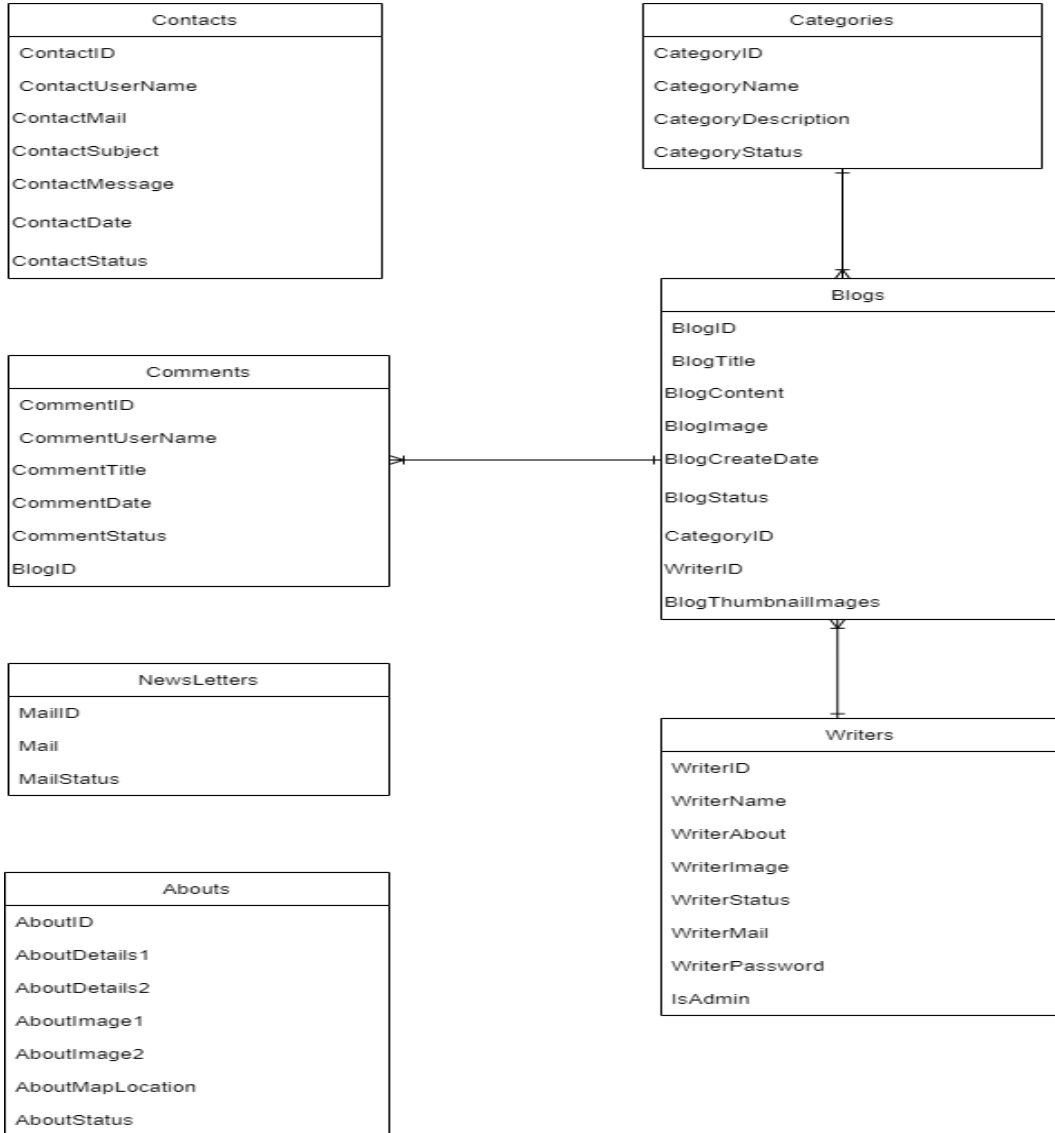 Contacts
ContactID
ContactUserName
ContactMail
ContactSubject
ContactMessage
ContactDate
ContactStatus
Categories
CategoryID
CategoryName
CategoryDescription
CategoryStatus
Comments
CommentID
CommentUserName
CommentTitle
CommentDate
CommentStatus
BlogID
Blogs
BlogID
BlogTitle
BlogContent
BlogImage
BlogCreateDate
BlogStatus
CategoryID
WriterID
BlogThumbnailImages
NewsLetters
MailID
Mail
MailStatus
Writers
WriterID
WriterName
WriterAbout
WriterImage
WriterStatus
WriterMail
WriterPassword
IsAdmin
Abouts
AboutID
AboutDetails1
AboutDetails2
AboutImage1
AboutImage2
AboutMapLocation
AboutStatus